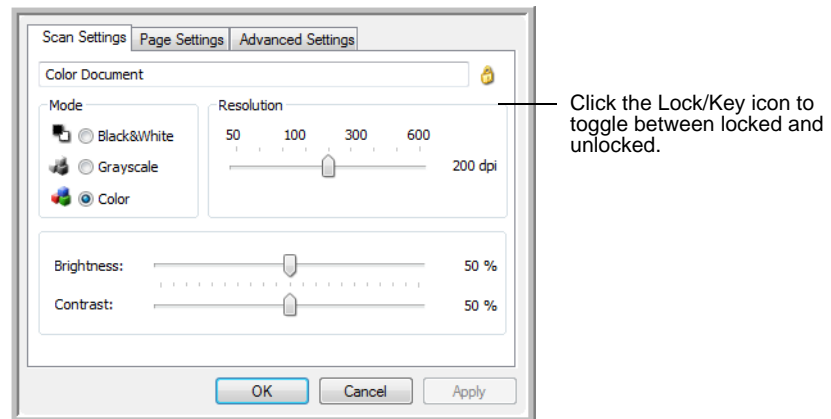 Scan Settings Page Settings Advanced Settings
Color Document
Mode
Black&White
Grayscale
Color
Resolution
50 100 300 600
200 dpi
Click the Lock/Key icon to
toggle between locked and
unlocked.
Brightness: 50 %
Contrast: 50 %
OK Cancel Apply